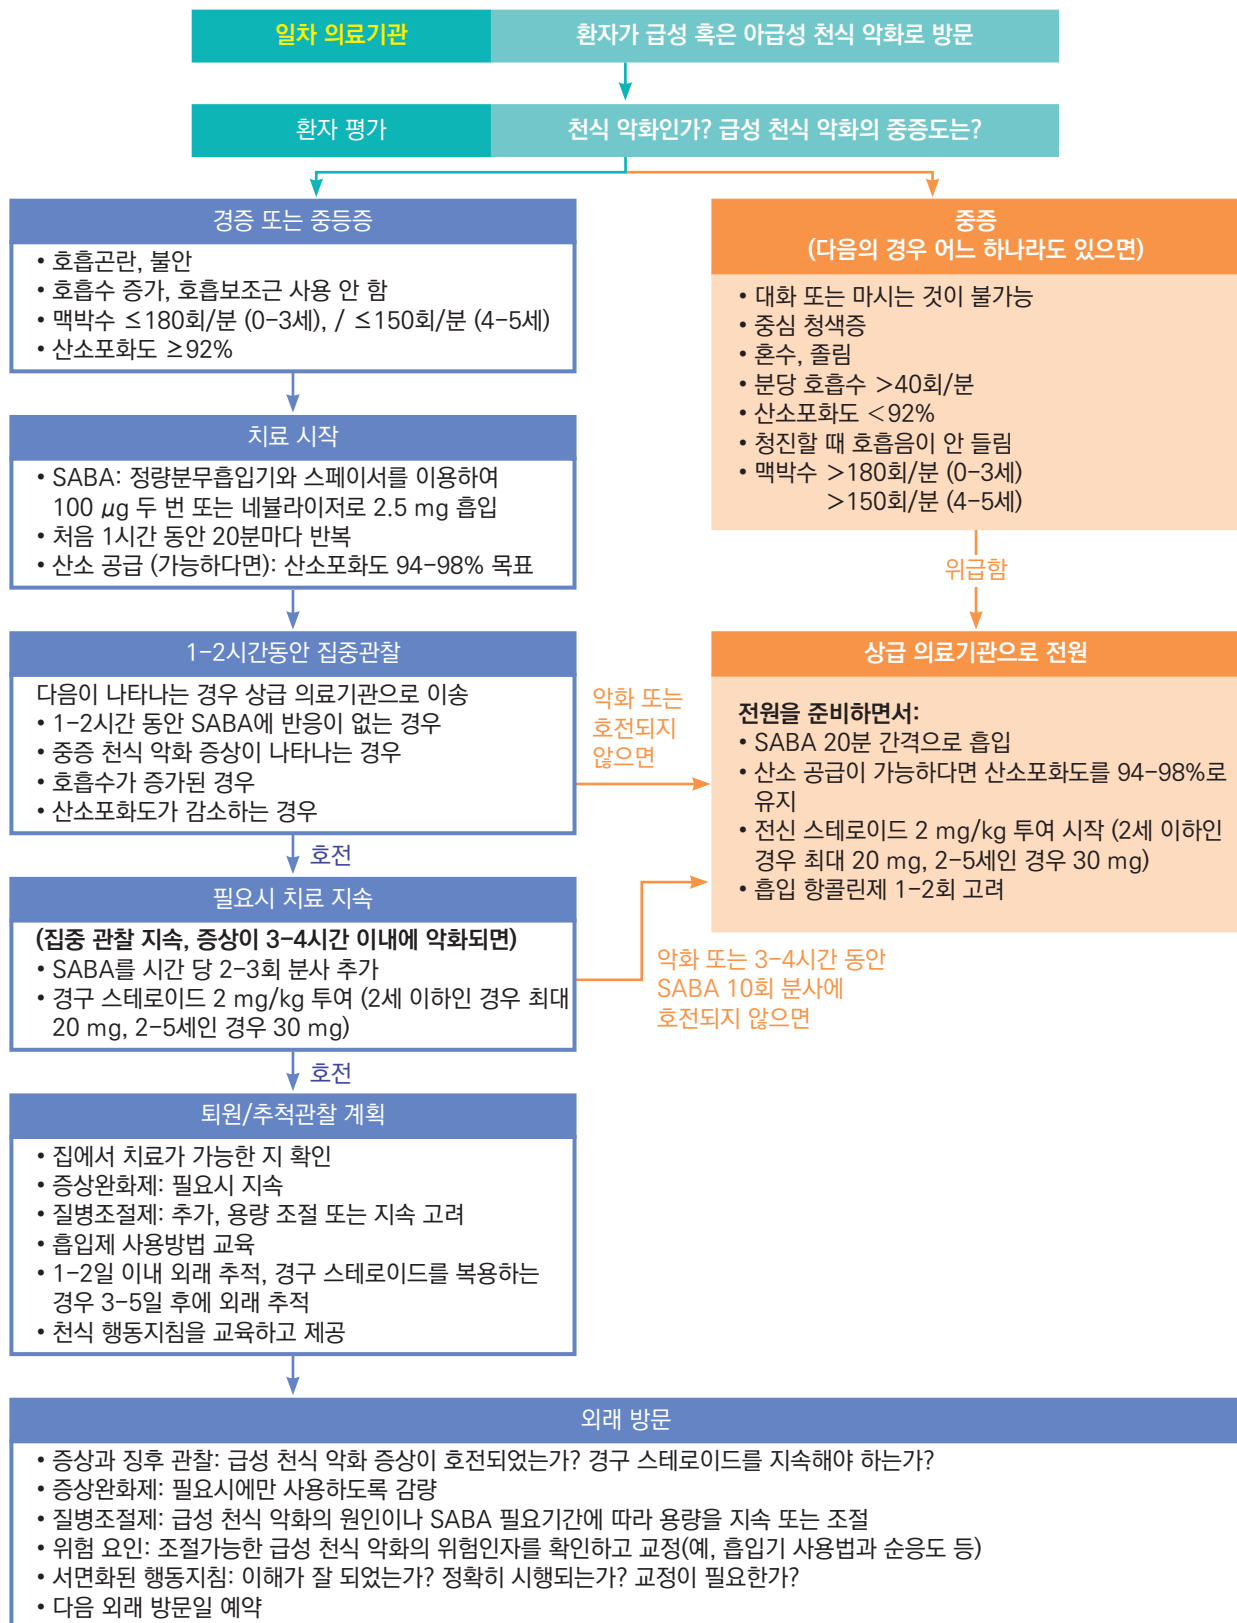 일차 의료기관
환자가 급성 혹은 아급성 천식 악화로 방문
환자 평가
천식 악화인가? 급성 천식 악화의 중증도는?
경증 또는 중등증
• 호흡곤란, 불안
• 호흡수 증가, 호흡보조근 사용 안 함
• 맥박수 ≤180회/분 (0-3세), / ≤150회/분 (4-5세)
• 산소포화도 ≥92%
중증
(다음의 경우 어느 하나라도 있으면)
• 대화 또는 마시는 것이 불가능
• 중심 청색증
• 혼수, 졸림
• 분당 호흡수 >40회/분
• 산소포화도 <92%
• 청진할 때 호흡음이 안 들림
• 맥박수 >180회/분 (0-3세)
>150회/분 (4-5세)
위급함
치료 시작
• SABA: 정량분무흡입기와 스페이서를 이용하여
100 μg 두 번 또는 네뷸라이저로 2.5 mg 흡입
• 처음 1시간 동안 20분마다 반복
• 산소 공급 (가능하다면): 산소포화도 94-98% 목표
1-2시간동안 집중관찰
다음이 나타나는 경우 상급 의료기관으로 이송
• 1-2시간 동안 SABA에 반응이 없는 경우
• 중증 천식 악화 증상이 나타나는 경우
• 호흡수가 증가된 경우
• 산소포화도가 감소하는 경우
악화 또는
호전되지
않으면
상급 의료기관으로 전원
전원을 준비하면서:
• SABA 20분 간격으로 흡입
• 산소 공급이 가능하다면 산소포화도를 94-98%로
유지
• 전신 스테로이드 2 mg/kg 투여 시작 (2세 이하인
경우 최대 20 mg, 2-5세인 경우 30 mg)
• 흡입 항콜린제 1-2회 고려
호전
필요시 치료 지속
(집중 관찰 지속, 증상이 3-4시간 이내에 악화되면)
• SABA를 시간 당 2-3회 분사 추가
• 경구 스테로이드 2 mg/kg 투여 (2세 이하인 경우 최대
20 mg, 2-5세인 경우 30 mg)
악화 또는 3-4시간 동안
SABA 10회 분사에
호전되지 않으면
호전
퇴원/추적관찰 계획
• 집에서 치료가 가능한 지 확인
• 증상완화제: 필요시 지속
• 질병조절제: 추가, 용량 조절 또는 지속 고려
• 흡입제 사용방법 교육
• 1-2일 이내 외래 추적, 경구 스테로이드를 복용하는
경우 3-5일 후에 외래 추적
• 천식 행동지침을 교육하고 제공
외래 방문
• 증상과 징후 관찰: 급성 천식 악화 증상이 호전되었는가? 경구 스테로이드를 지속해야 하는가?
• 증상완화제: 필요시에만 사용하도록 감량
• 질병조절제: 급성 천식 악화의 원인이나 SABA 필요기간에 따라 용량을 지속 또는 조절
• 위험 요인: 조절가능한 급성 천식 악화의 위험인자를 확인하고 교정(예, 흡입기 사용법과 순응도 등)
• 서면화된 행동지침: 이해가 잘 되었는가? 정확히 시행되는가? 교정이 필요한가?
• 다음 외래 방문일 예약